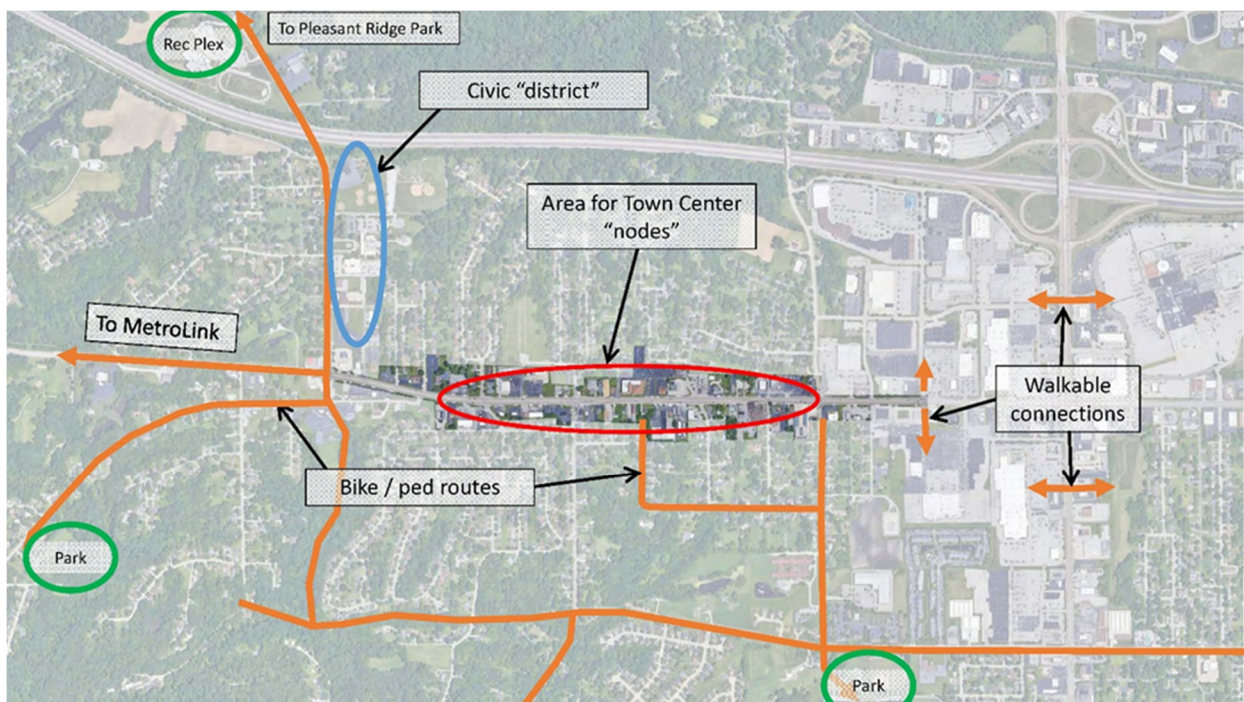 To Pleasant Ridge Park
Rec Plex
Civic “district”
Area for Town Center
“nodes”
To MetroLink
Walkable
connections
Bike / ped routes
Park
Park